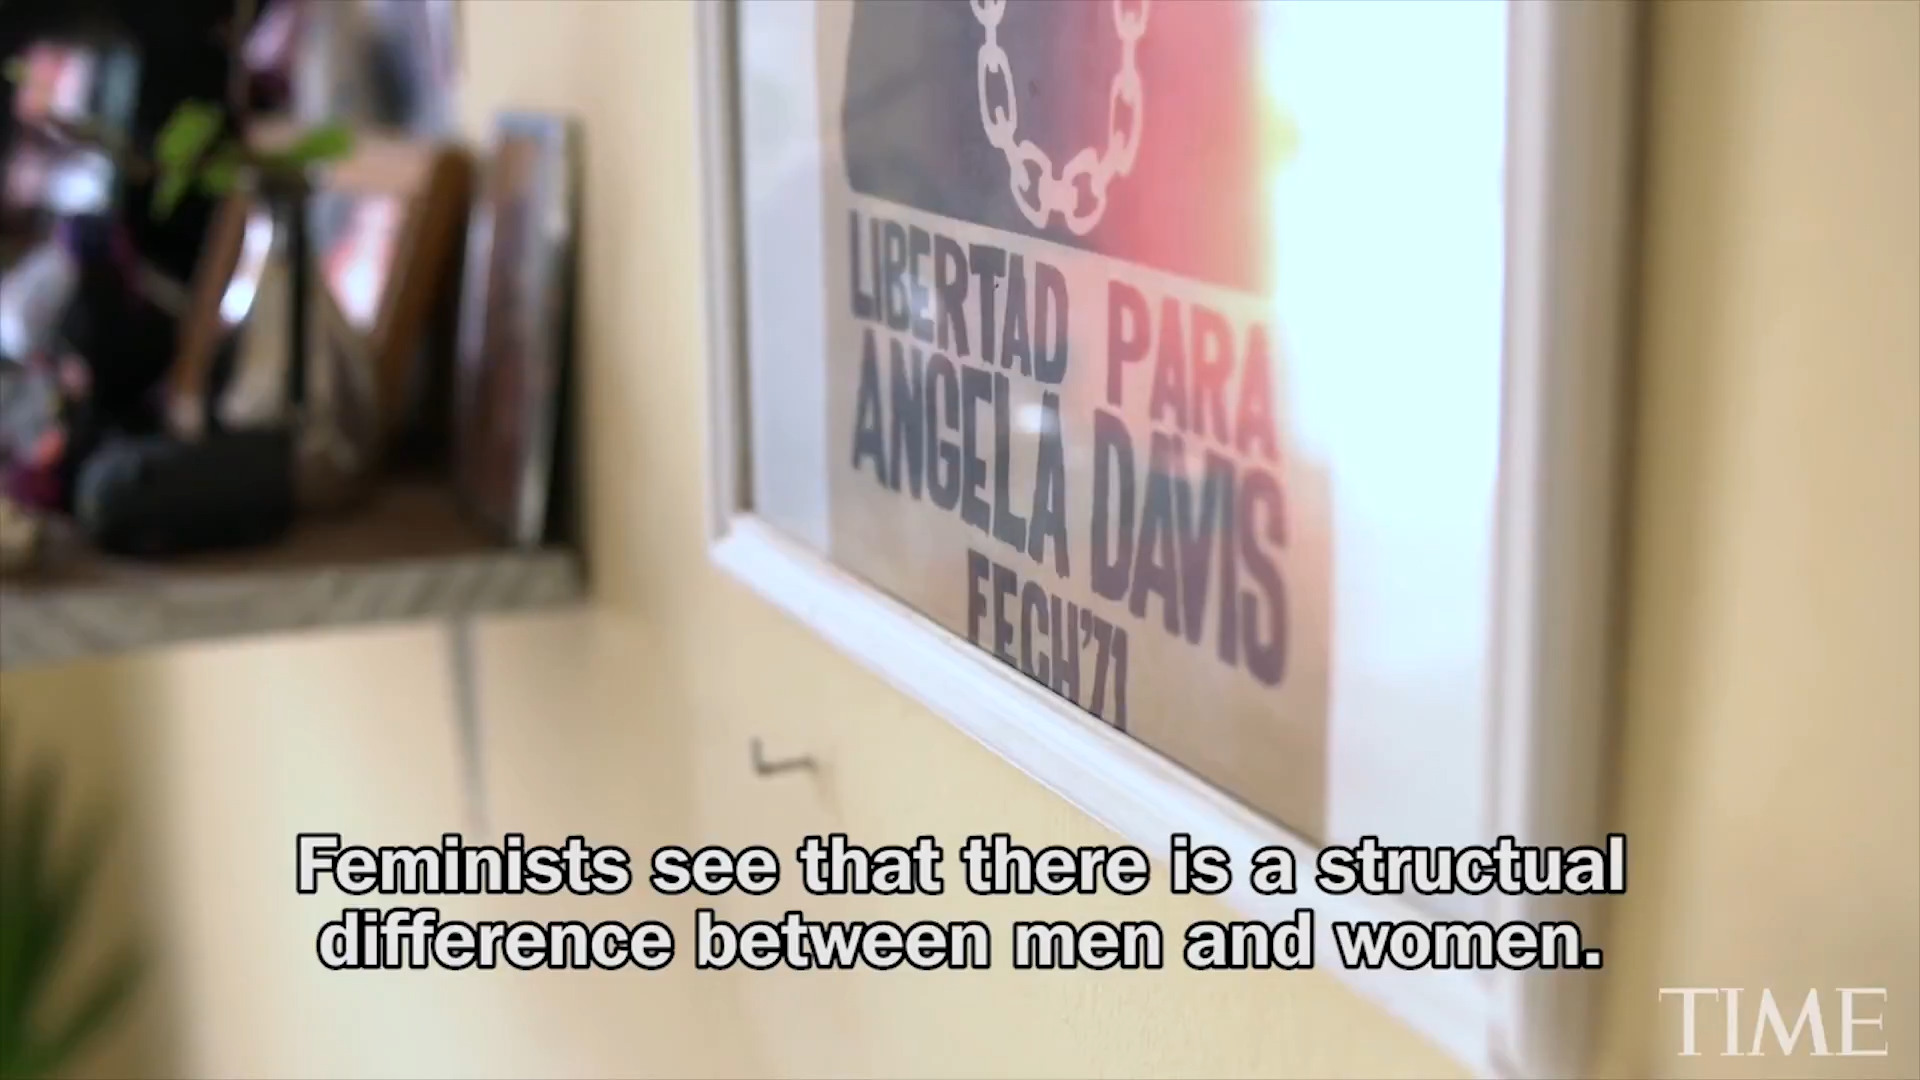 LIBERTAD PARA
ANGELA DAVIS
FECH'71
Feminists see that there is a structual
difference between men and women.
TIME